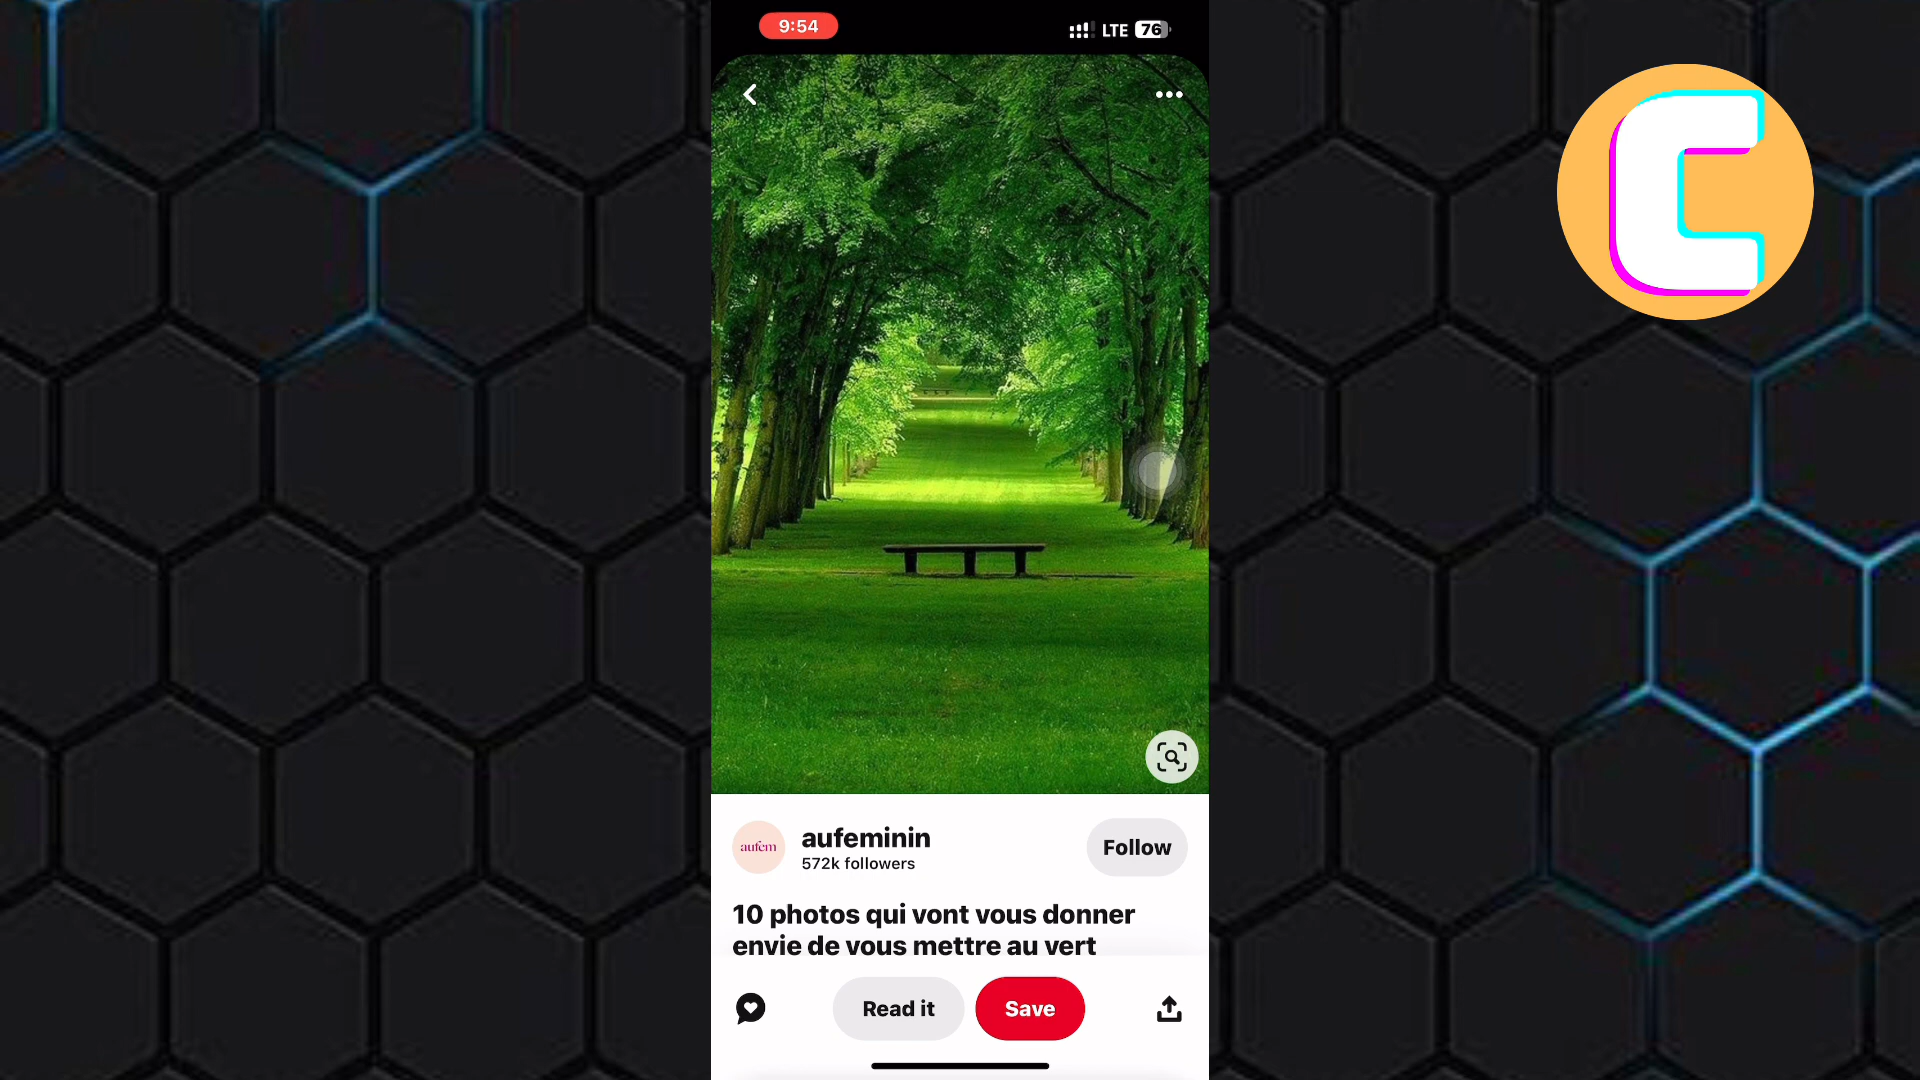 9:54
LTE 76
C
aufem
aufeminin
572k followers
Follow
10 photos qui vont vous donner
envie de vous mettre au vert
Read it
Save